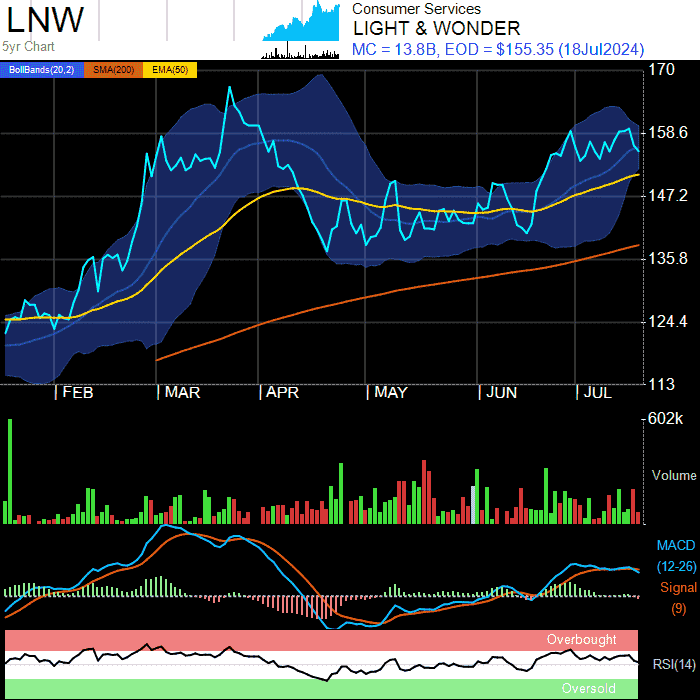 LNW
5yr Chart
Consumer Services
LIGHT & WONDER
MC = 13.8B, EOD = $155.35 (18Jul2024)
BollBands(20,2) SMA(200) EMA(50)
170
158.6
147.2
135.8
124.4
113
FEB MAR APR MAY JUN JUL
602k
Volume
MACD
(12-26)
Signal
(9)
Overbought
RSI(14)
Oversold